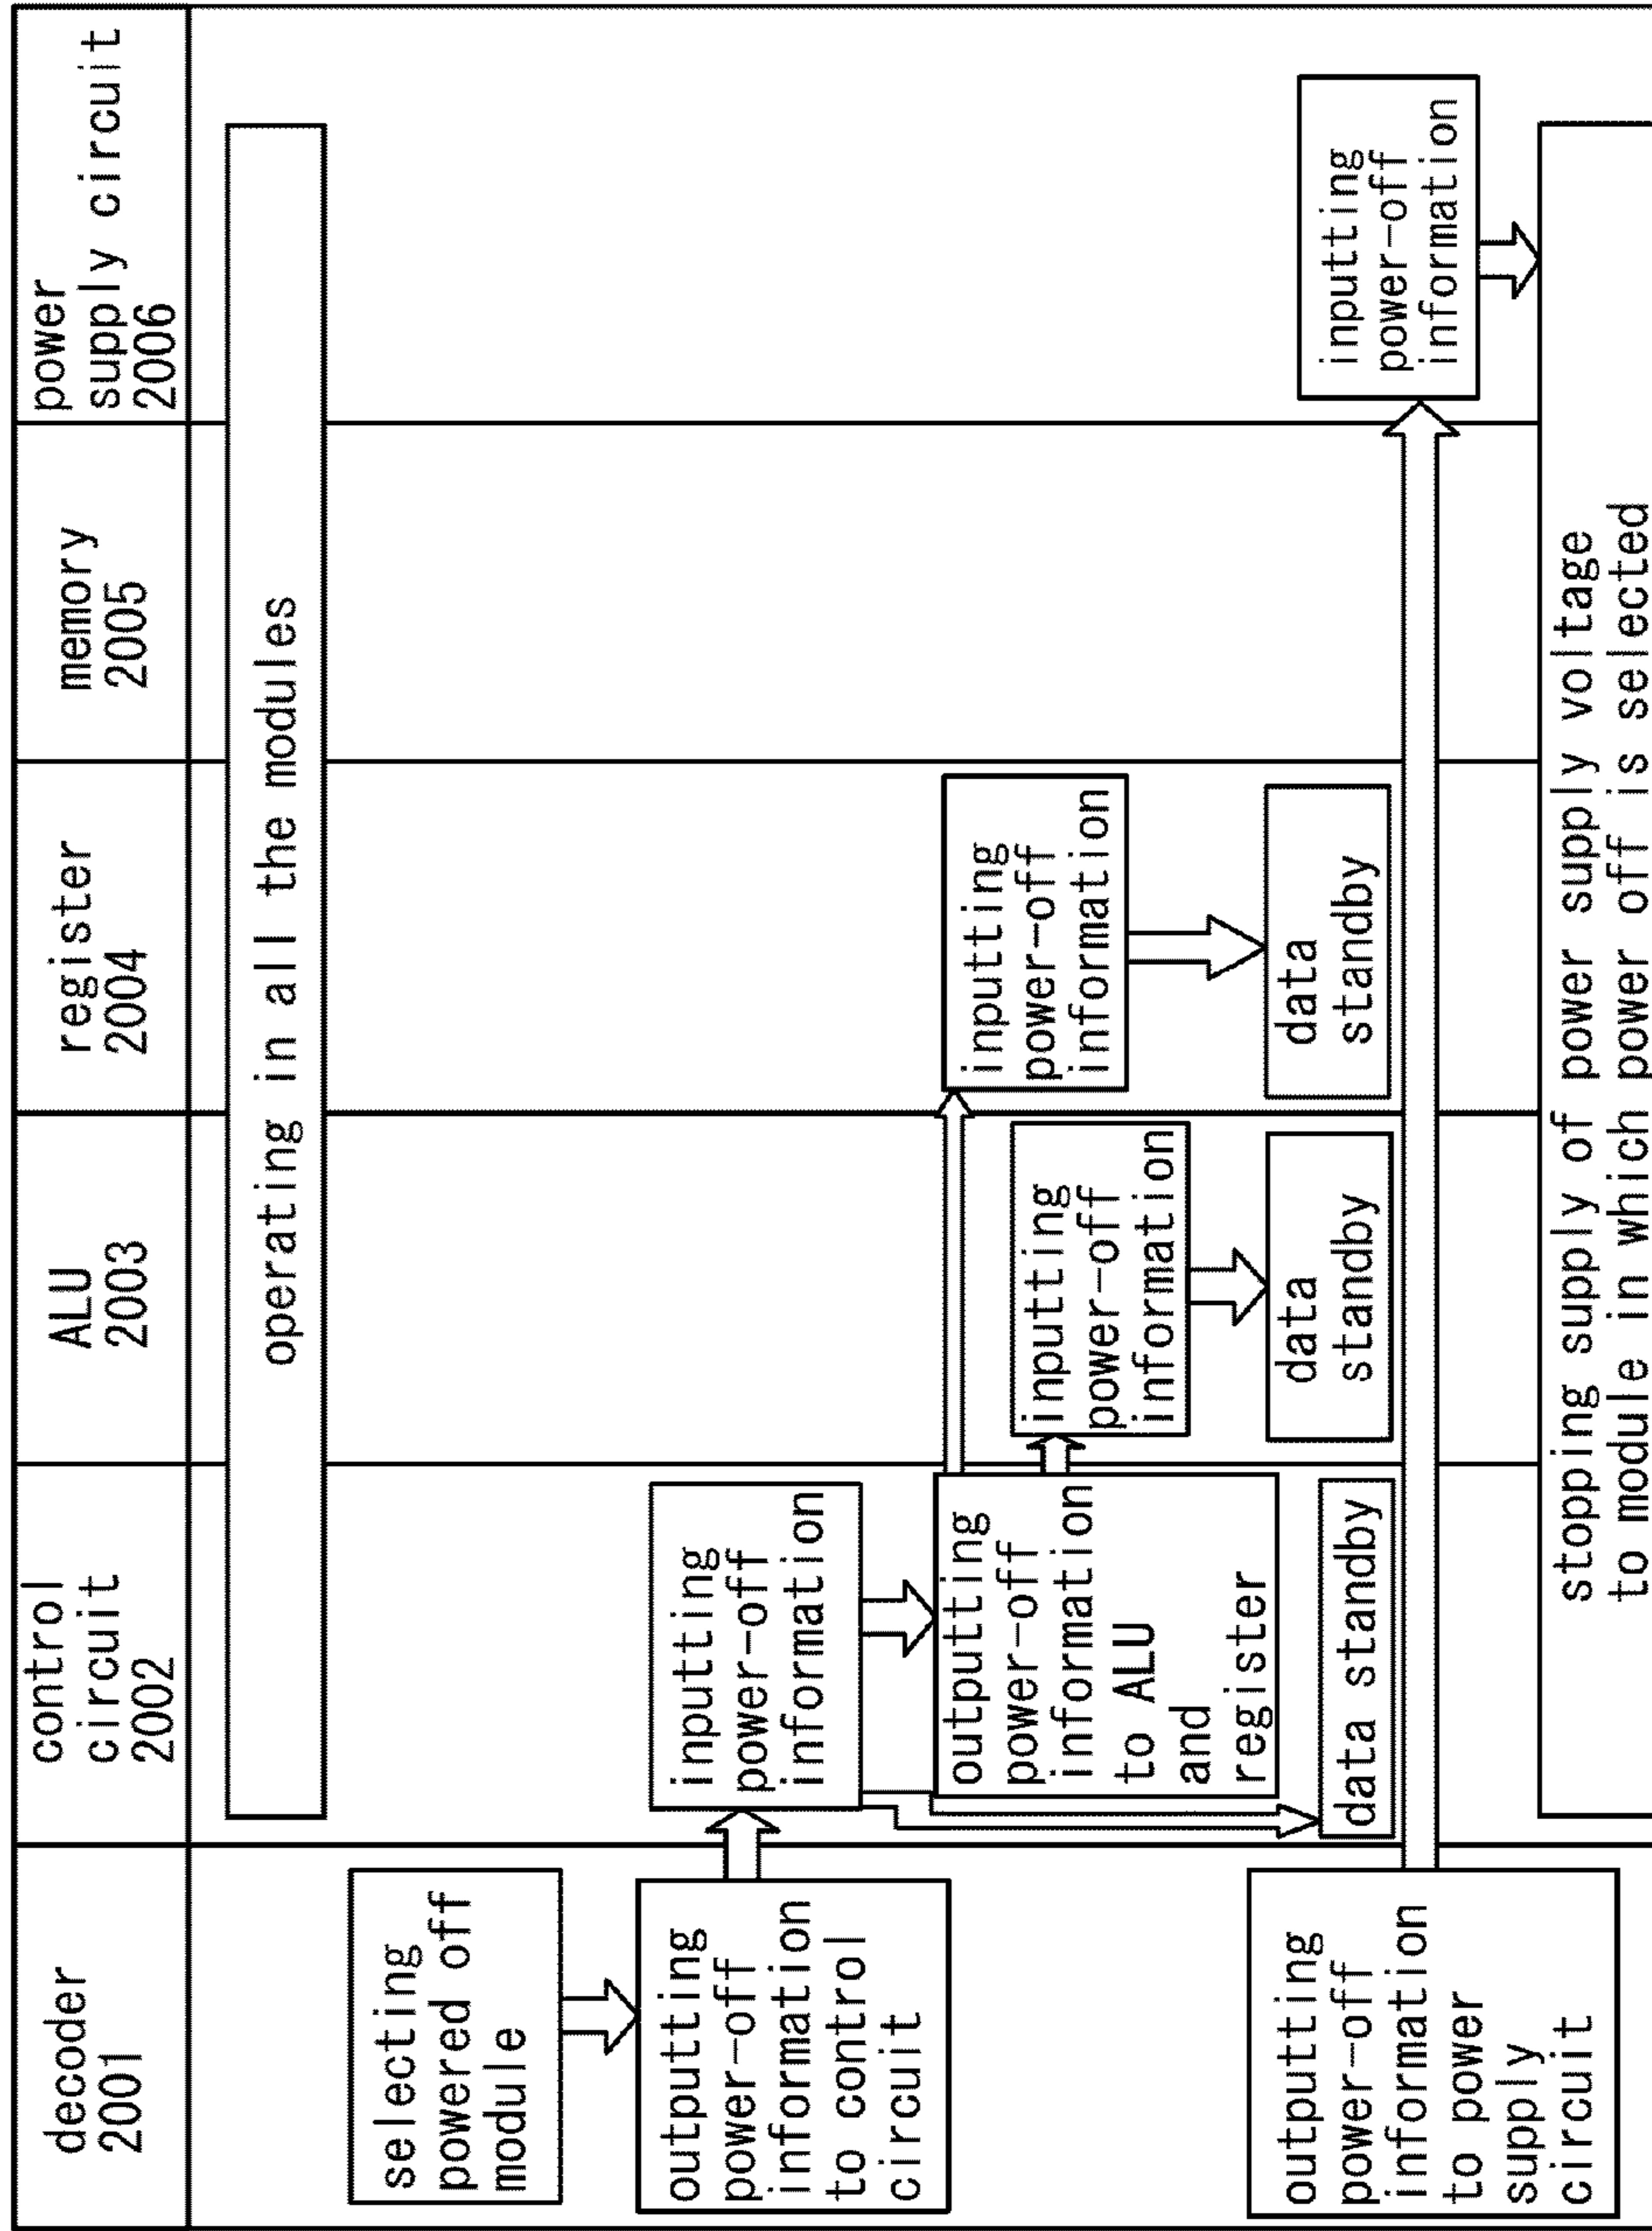 decoder
2001
control
circuit
2002
ALU
2003
register
2004
memory
2005
power
supply circuit
2006
operating in all the modules
selecting
powered off
module
outputting
power-off
information
to control
circuit
inputting
power-off
information
outputting
power-off
information
to ALU
and
register
inputting
power-off
information
inputting
power-off
information
data
standby
data
standby
data standby
outputting
power-off
information
to power
supply
circuit
inputting
power-off
information
stopping supply of power supply voltage
to module in which power off is selected